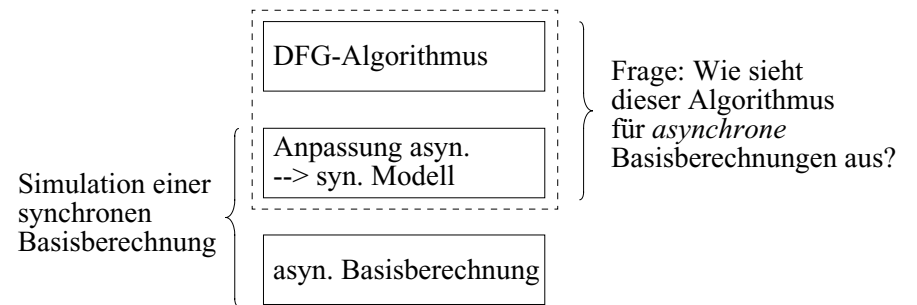 DFG-Algorithmus
Anpassung asyn.
--> syn. Modell
asyn. Basisberechnung
Simulation einer
synchronen
Basisberechnung
Frage: Wie sieht
dieser Algorithmus
für asynchrone
Basisberechnungen aus?